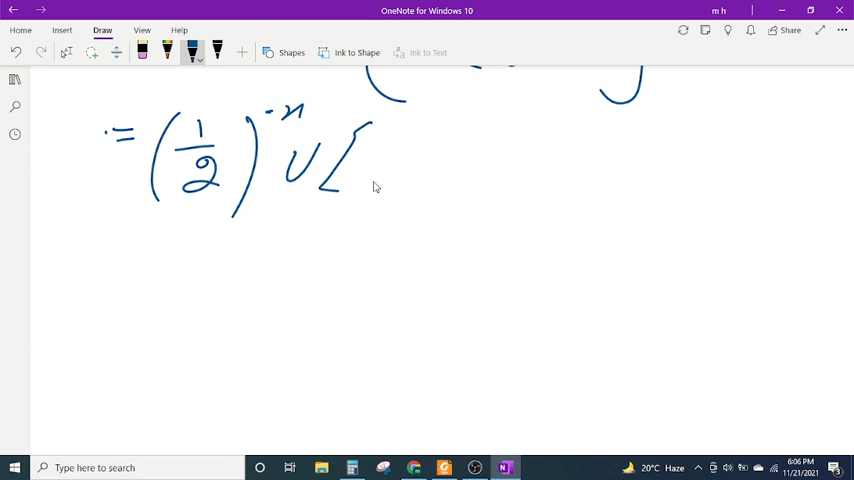 OneNote for Windows 10
m h
Home Insert Draw View Help
Share
Shapes Ink to Shape Ink to Text
= (1/2)^-n U[
Type here to search
20°C Haze
6:06 PM
11/21/2021
3